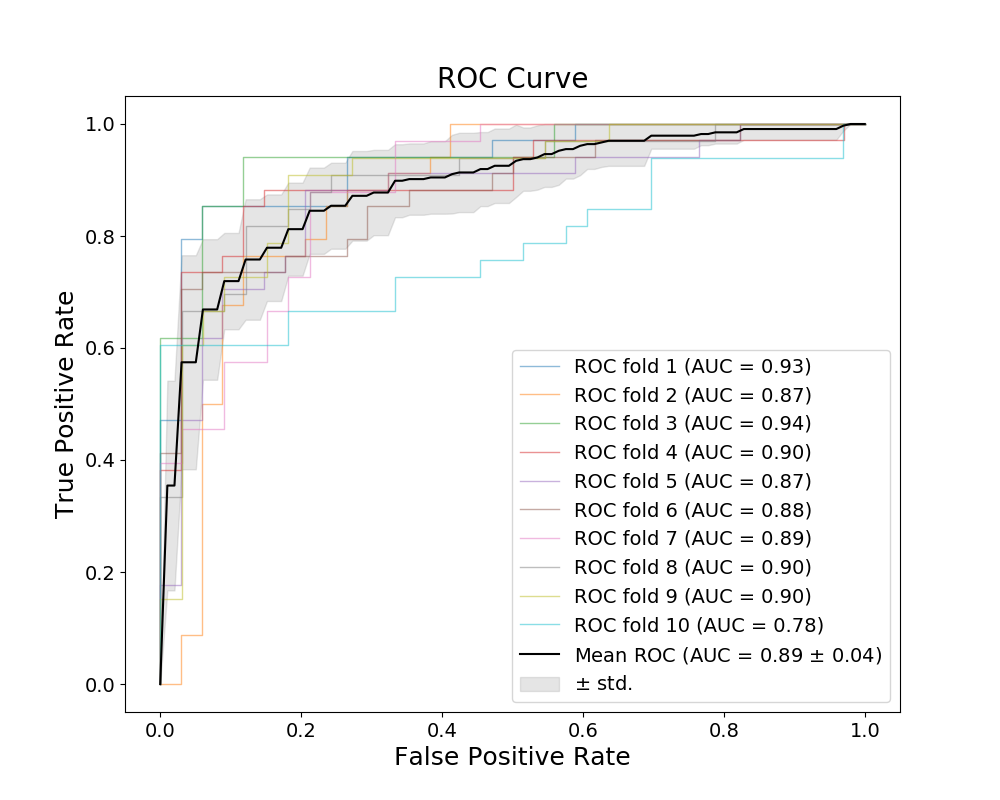 ROC Curve
1.0
0.8
0.6
0.4
0.2
0.0
True Positive Rate
ROC fold 1 (AUC = 0.93)
ROC fold 2 (AUC = 0.87)
ROC fold 3 (AUC = 0.94)
ROC fold 4 (AUC = 0.90)
ROC fold 5 (AUC = 0.87)
ROC fold 6 (AUC = 0.88)
ROC fold 7 (AUC = 0.89)
ROC fold 8 (AUC = 0.90)
ROC fold 9 (AUC = 0.90)
ROC fold 10 (AUC = 0.78)
Mean ROC (AUC = 0.89 ± 0.04)
± std.
0.0 0.2 0.4 0.6 0.8 1.0
False Positive Rate